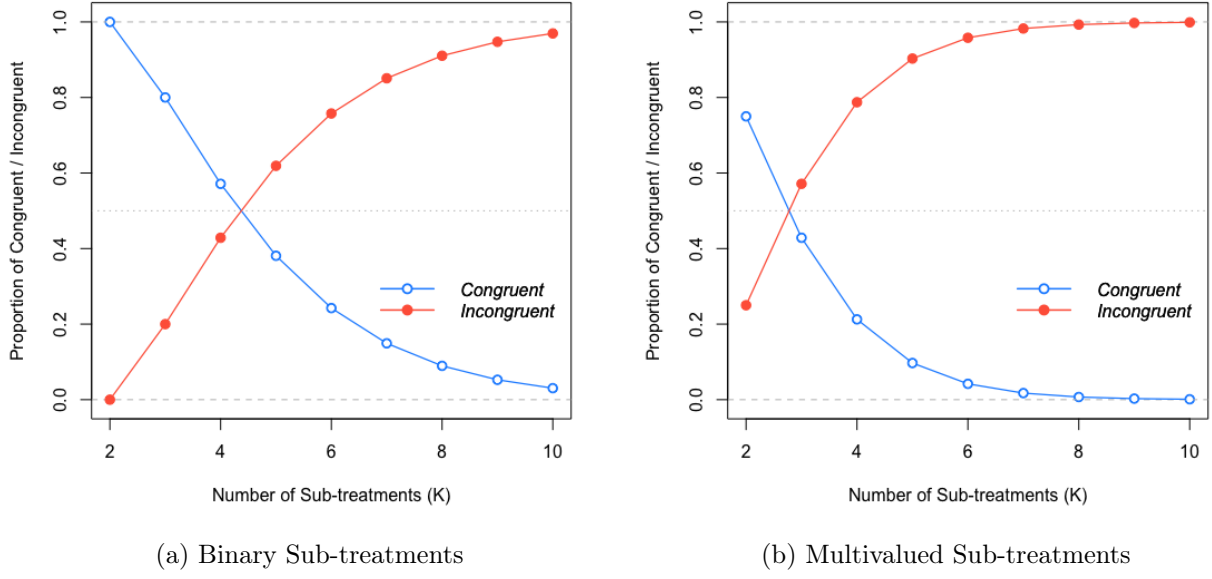 Proportion of Congruent / Incongruent
1.0
0.8
0.6
0.4
0.2
0.0
Congruent
Incongruent
2 4 6 8 10
Number of Sub-treatments (K)
(a) Binary Sub-treatments
Proportion of Congruent / Incongruent
1.0
0.8
0.6
0.4
0.2
0.0
Congruent
Incongruent
2 4 6 8 10
Number of Sub-treatments (K)
(b) Multivalued Sub-treatments